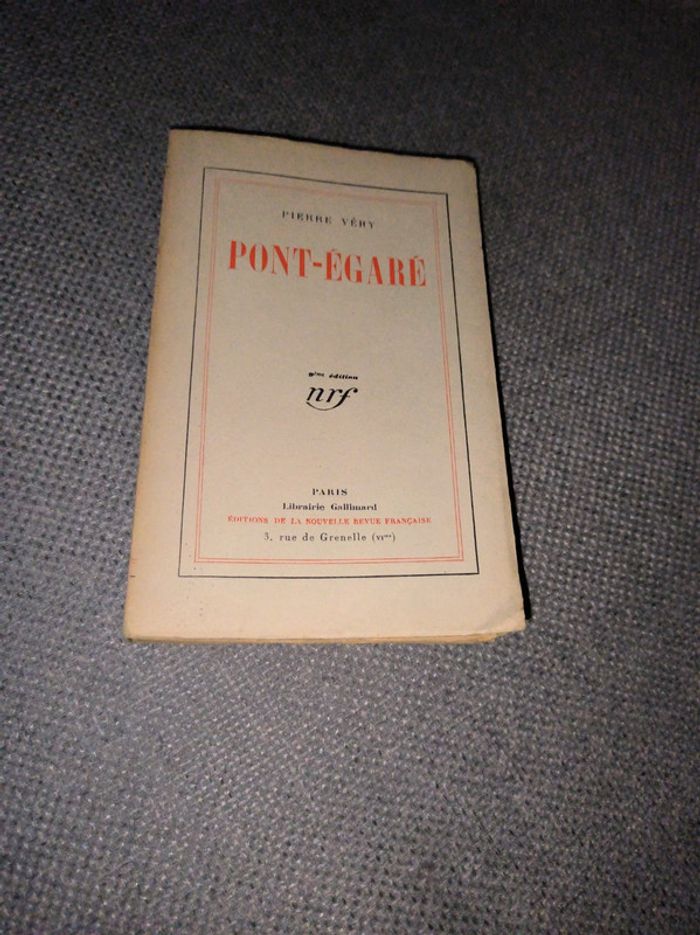 PIERRE VÉRY
PONT-ÉGARÉ
9ème édition
nrf
PARIS
Librairie Gallimard
ÉDITIONS DE LA NOUVELLE REVUE FRANÇAISE
3, rue de Grenelle (VIme)